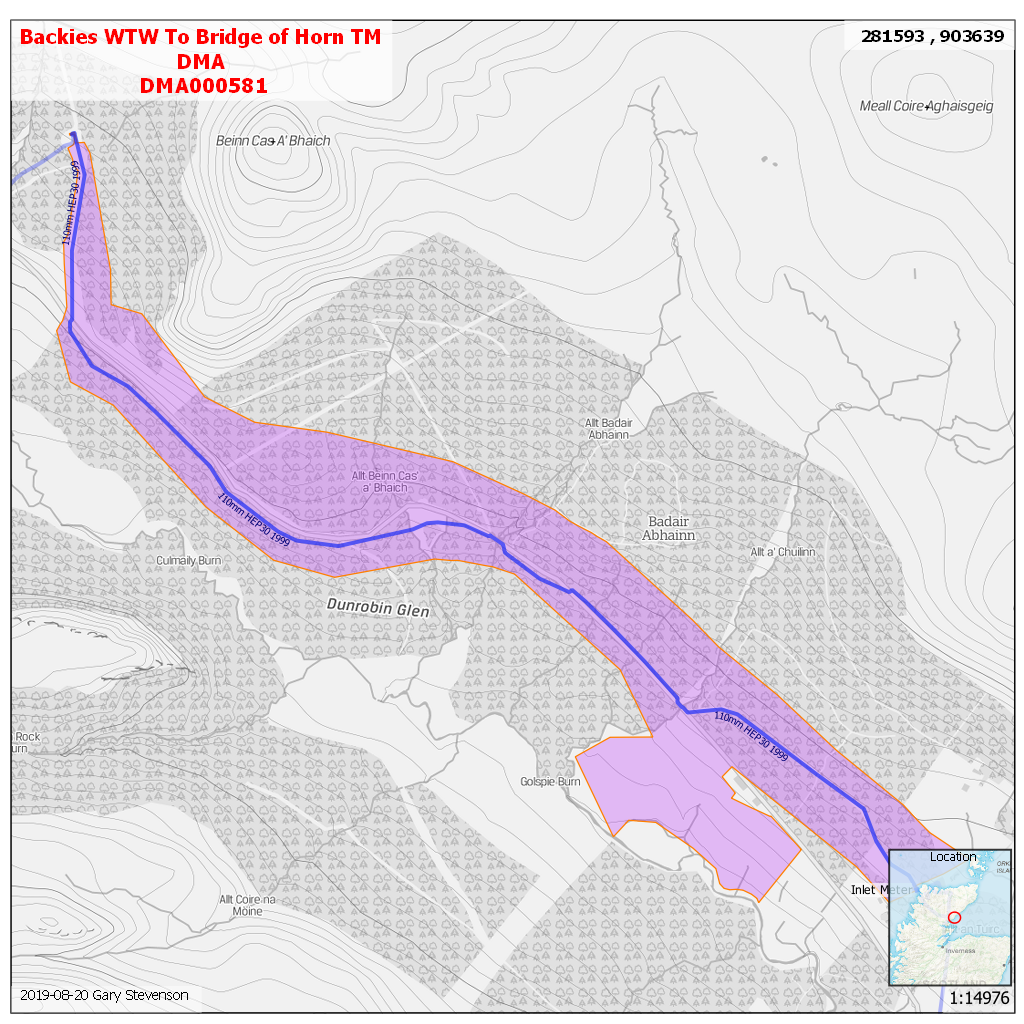 Backies WTW To Bridge of Horn TM
DMA
DMA000581
281593 , 903639
Meall Coire Aghaisgeig
Beinn Cas A' Bhaich
110mm HEP30 1999
Allt Badair
Abhainn
Allt Beinn Cas'
a' Bhaich
110mm HEP30 1999
Badair
Abhainn
Allt a' Chuilinn
Culmaily Burn
Dunrobin Glen
110mm HEP30 1999
Rock
urn
Golspie Burn
Location
ORK
ISLA
Inlet Meter
Allt Coire na
Moine
Inverness
2019-08-20 Gary Stevenson
1:14976